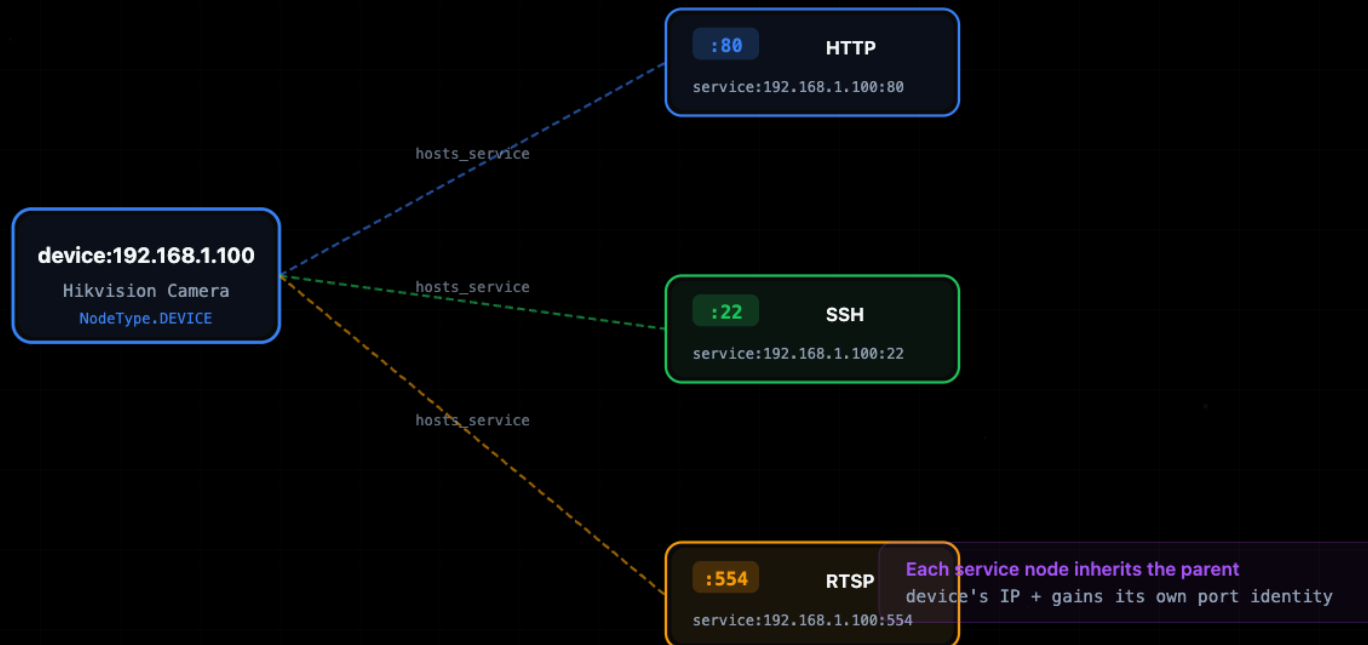 :80 HTTP
service:192.168.1.100:80
hosts_service
device:192.168.1.100
Hikvision Camera
NodeType.DEVICE
hosts_service
:22 SSH
service:192.168.1.100:22
hosts_service
:554 RTSP
service:192.168.1.100:554
Each service node inherits the parent
device's IP + gains its own port identity